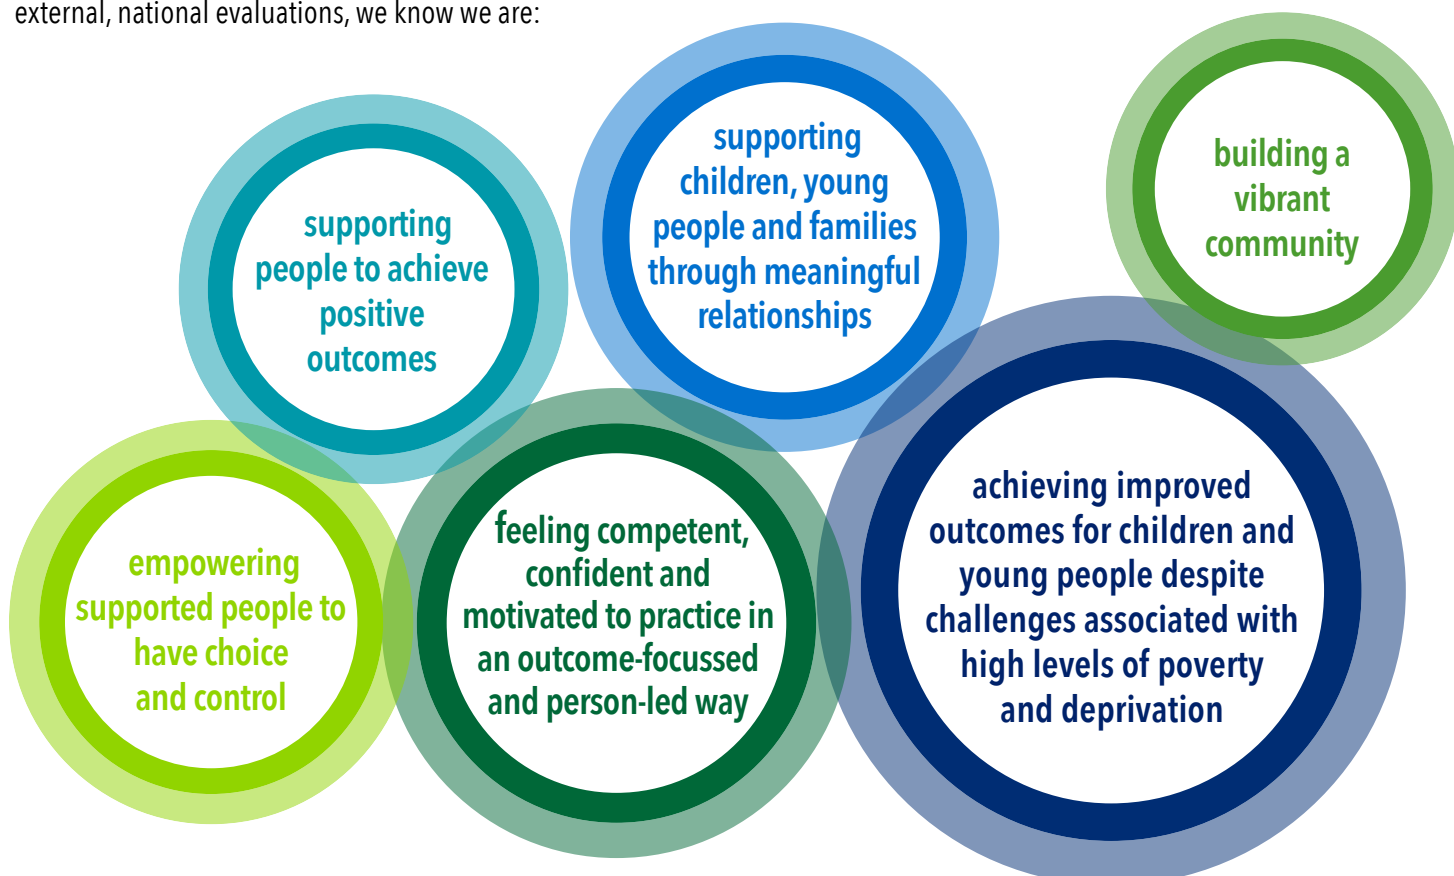 external, national evaluations, we know we are:
supporting
people to achieve
positive
outcomes
supporting
children, young
people and families
through meaningful
relationships
building a
vibrant
community
empowering
supported people to
have choice
and control
feeling competent,
confident and
motivated to practice in
an outcome-focussed
and person-led way
achieving improved
outcomes for children and
young people despite
challenges associated with
high levels of poverty
and deprivation